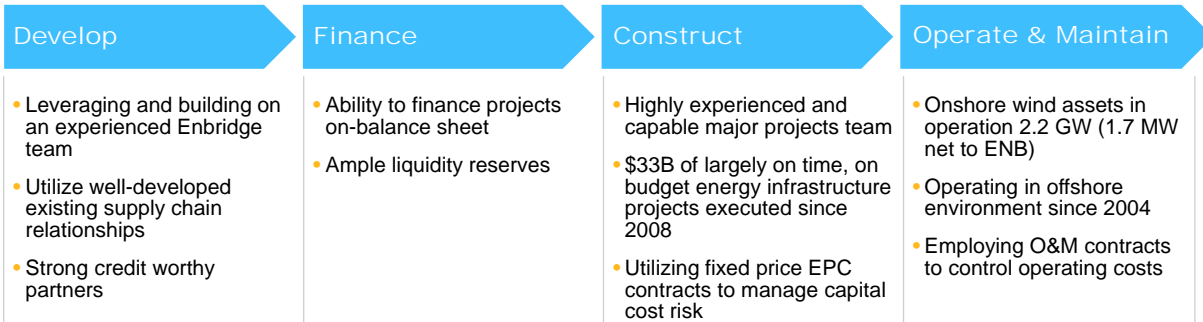 Develop
• Leveraging and building on
an experienced Enbridge
team
• Utilize well-developed
existing supply chain
relationships
• Strong credit worthy
partners
Finance
• Ability to finance projects
on-balance sheet
• Ample liquidity reserves
Construct
• Highly experienced and
capable major projects team
• $33B of largely on time, on
budget energy infrastructure
projects executed since
2008
• Utilizing fixed price EPC
contracts to manage capital
cost risk
Operate & Maintain
• Onshore wind assets in
operation 2.2 GW (1.7 MW
net to ENB)
• Operating in offshore
environment since 2004
• Employing O&M contracts
to control operating costs